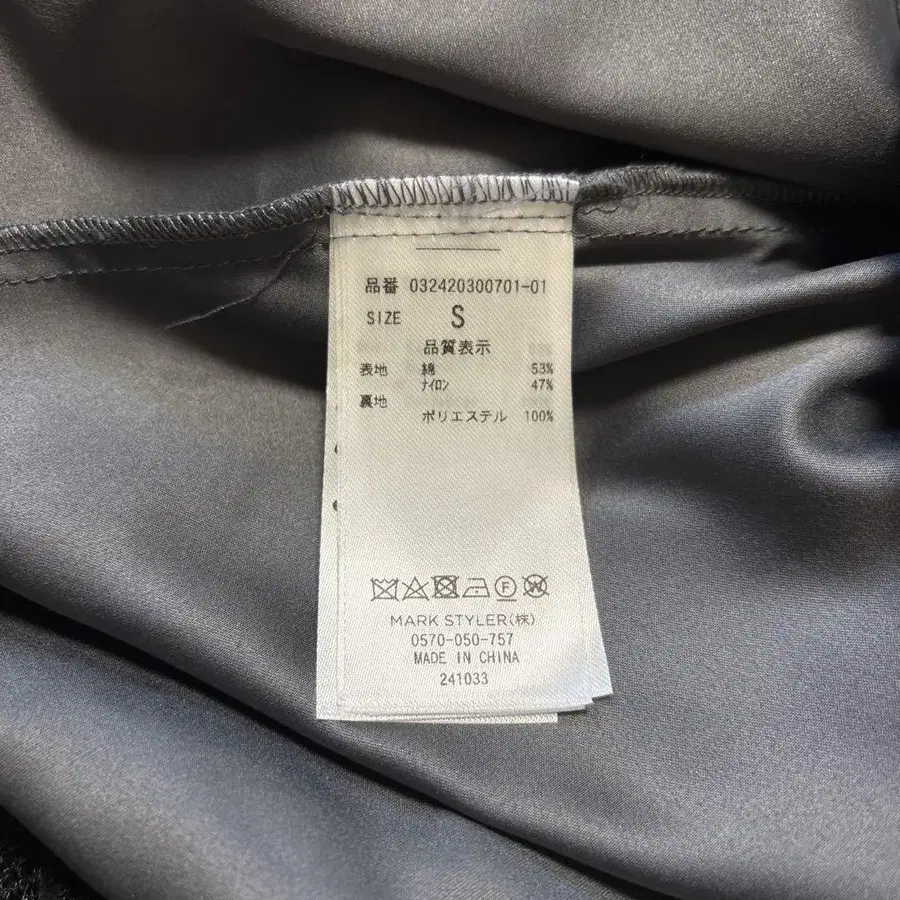 品番 032420300701-01
SIZE S
品質表示
表地 綿 53%
ナイロン 47%
裏地
ポリエステル 100%
MARK STYLER(株)
0570-050-757
MADE IN CHINA
241033